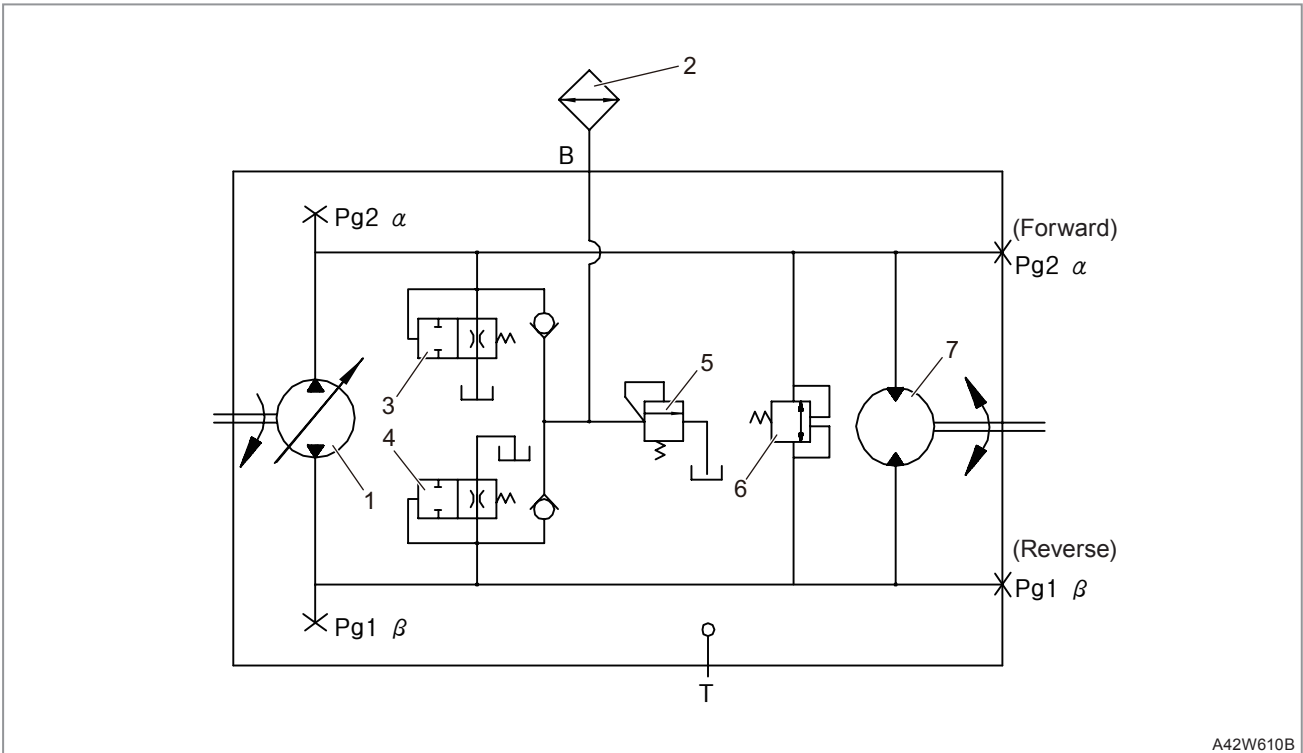 2
B
Pg2 α
(Forward)
Pg2 α
3
5
7
4
1
6
(Reverse)
Pg1 β
Pg1 β
T
A42W610B